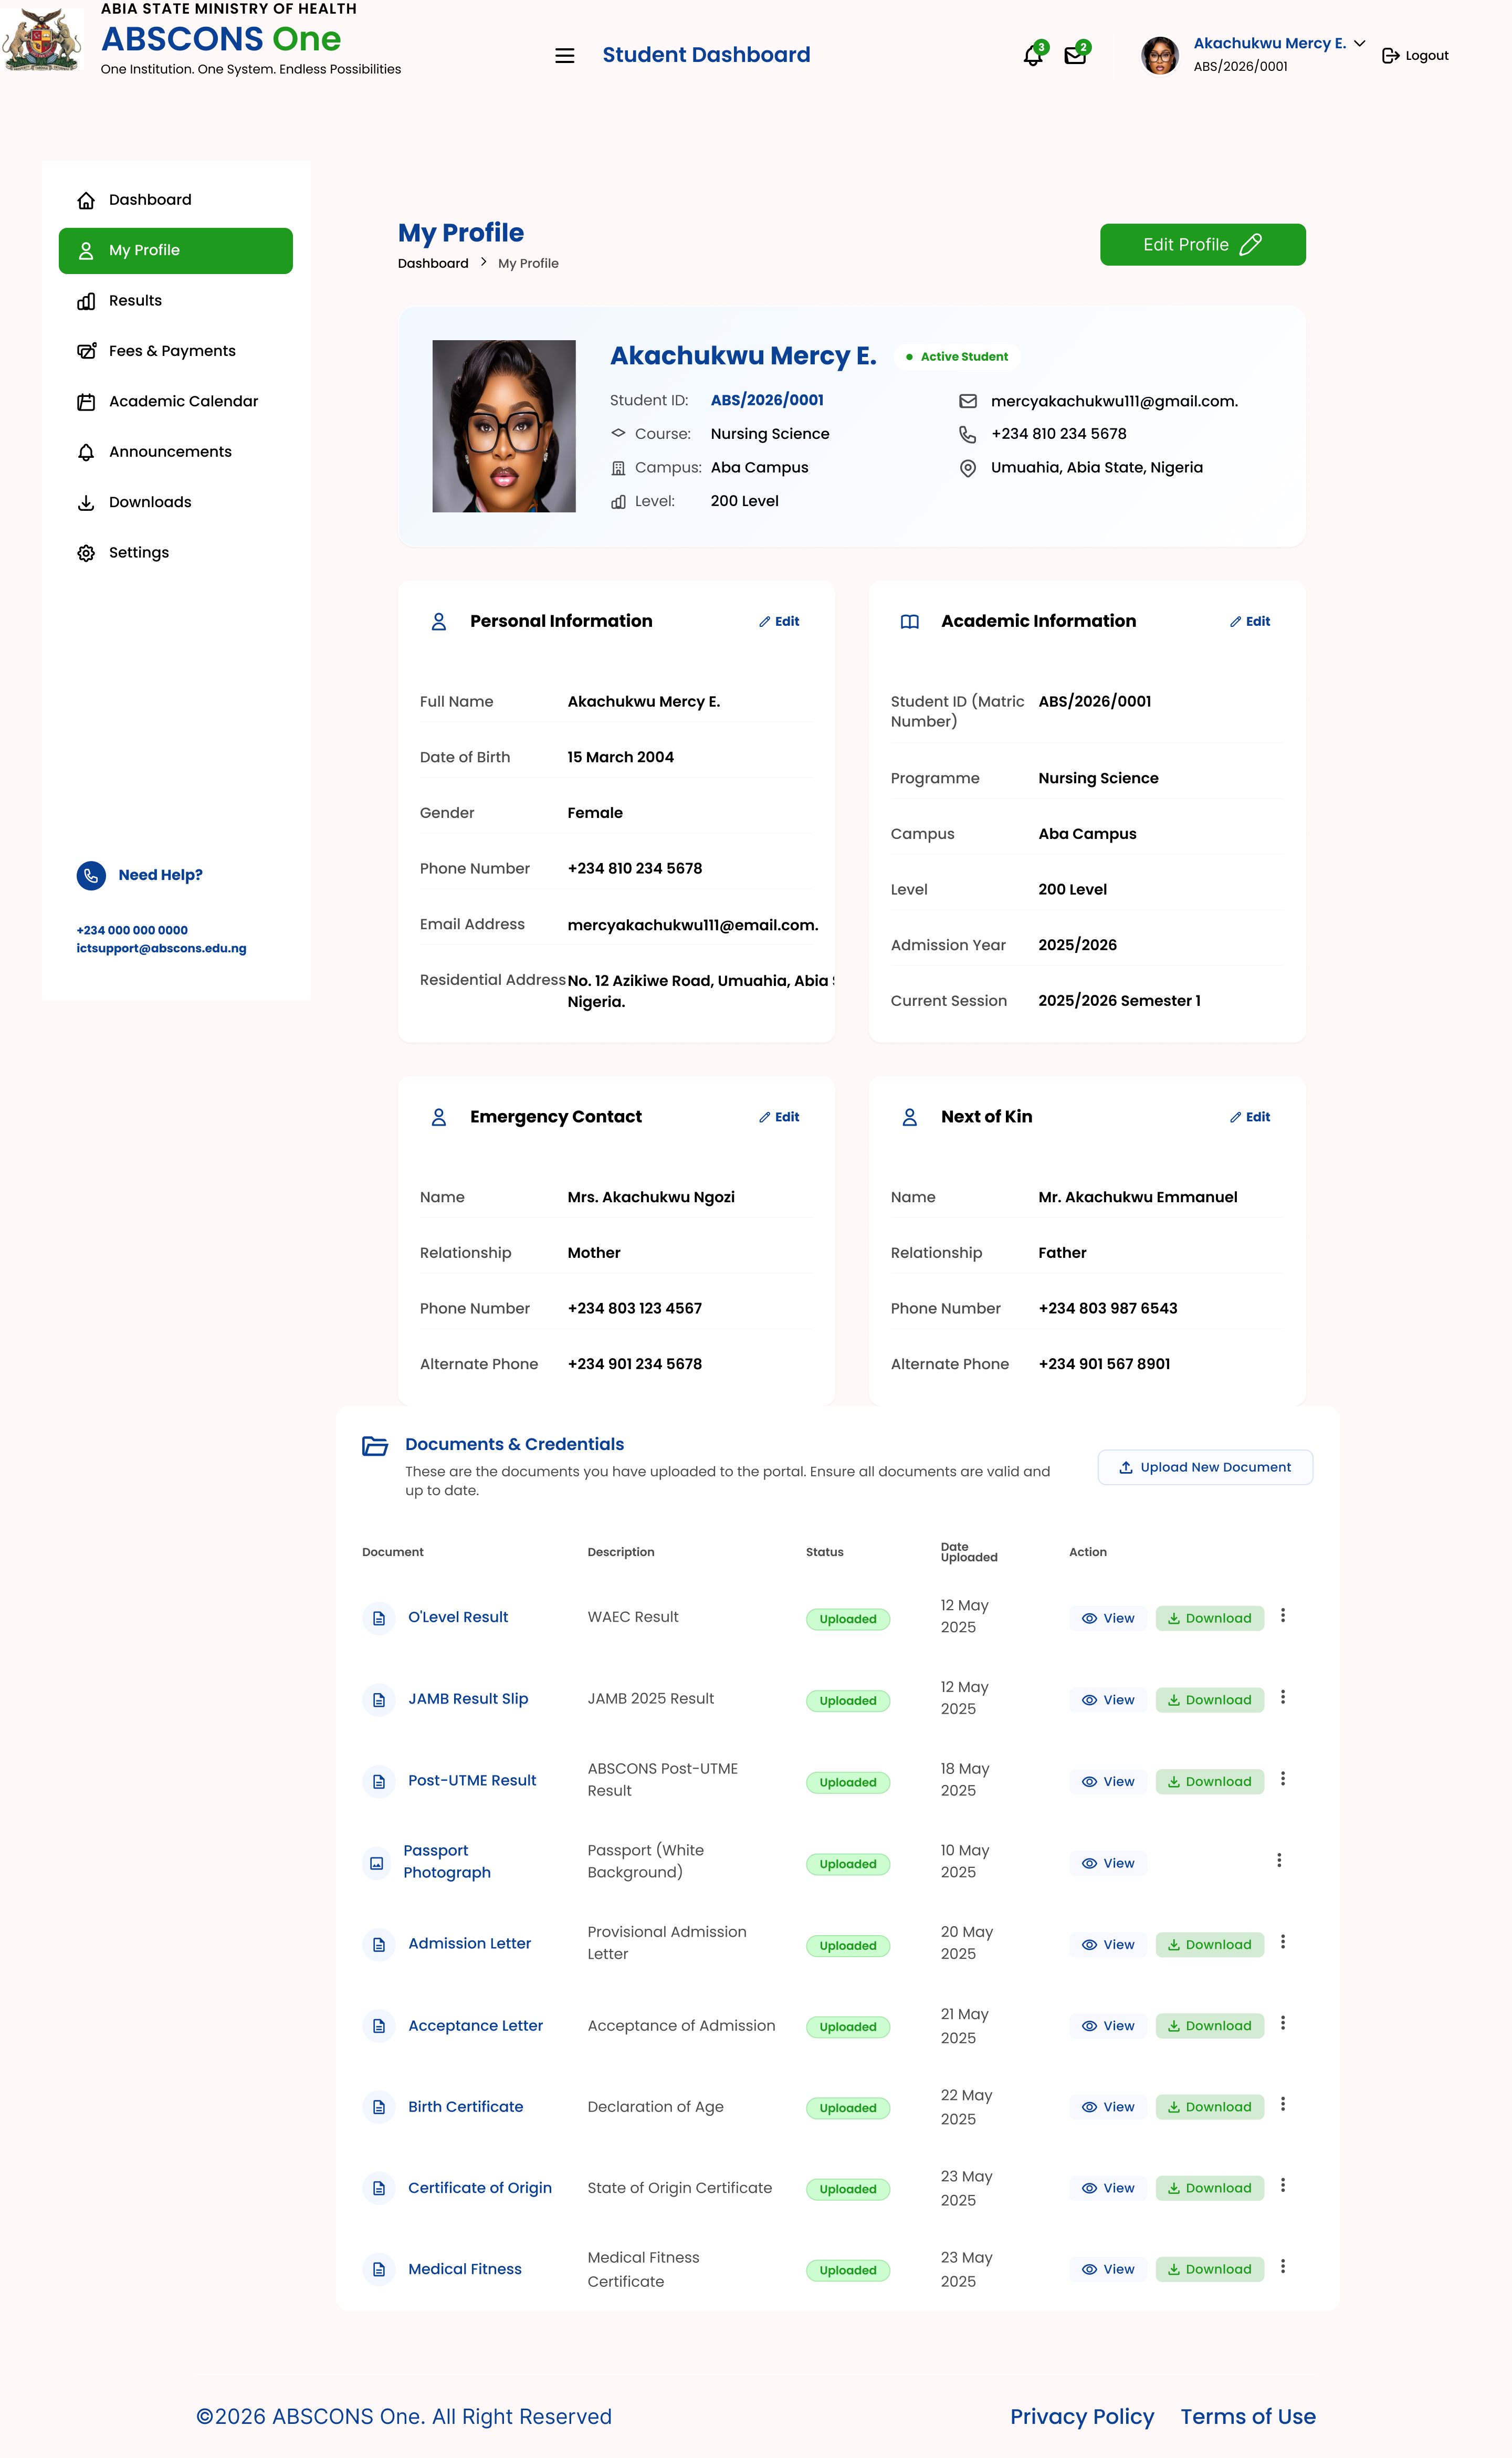 ABIA STATE MINISTRY OF HEALTH
ABSCONS One
One Institution. One System. Endless Possibilities
Student Dashboard
3
2
Akachukwu Mercy E.
ABS/2026/0001
Logout
Dashboard
My Profile
Results
Fees & Payments
Academic Calendar
Announcements
Downloads
Settings
Need Help?
+234 000 000 0000
ictsupport@abscons.edu.ng
My Profile
Dashboard > My Profile
Edit Profile
Akachukwu Mercy E.
Active Student
Student ID: ABS/2026/0001
Course: Nursing Science
Campus: Aba Campus
Level: 200 Level
mercyakachukwu111@gmail.com.
+234 810 234 5678
Umuahia, Abia State, Nigeria
Personal Information
Edit
Full Name Akachukwu Mercy E.
Date of Birth 15 March 2004
Gender Female
Phone Number +234 810 234 5678
Email Address mercyakachukwu111@email.com.
Residential Address No. 12 Azikiwe Road, Umuahia, Abia
Nigeria.
Academic Information
Edit
Student ID (Matric ABS/2026/0001
Number)
Programme Nursing Science
Campus Aba Campus
Level 200 Level
Admission Year 2025/2026
Current Session 2025/2026 Semester 1
Emergency Contact
Edit
Name Mrs. Akachukwu Ngozi
Relationship Mother
Phone Number +234 803 123 4567
Alternate Phone +234 901 234 5678
Next of Kin
Edit
Name Mr. Akachukwu Emmanuel
Relationship Father
Phone Number +234 803 987 6543
Alternate Phone +234 901 567 8901
Documents & Credentials
These are the documents you have uploaded to the portal. Ensure all documents are valid and
up to date.
Upload New Document
Document Description Status Date Uploaded Action
O'Level Result WAEC Result Uploaded 12 May 2025 View Download
JAMB Result Slip JAMB 2025 Result Uploaded 12 May 2025 View Download
Post-UTME Result ABSCONS Post-UTME Result Uploaded 18 May 2025 View Download
Passport Photograph Passport (White Background) Uploaded 10 May 2025 View
Admission Letter Provisional Admission Letter Uploaded 20 May 2025 View Download
Acceptance Letter Acceptance of Admission Uploaded 21 May 2025 View Download
Birth Certificate Declaration of Age Uploaded 22 May 2025 View Download
Certificate of Origin State of Origin Certificate Uploaded 23 May 2025 View Download
Medical Fitness Medical Fitness Certificate Uploaded 23 May 2025 View Download
©2026 ABSCONS One. All Right Reserved
Privacy Policy
Terms of Use